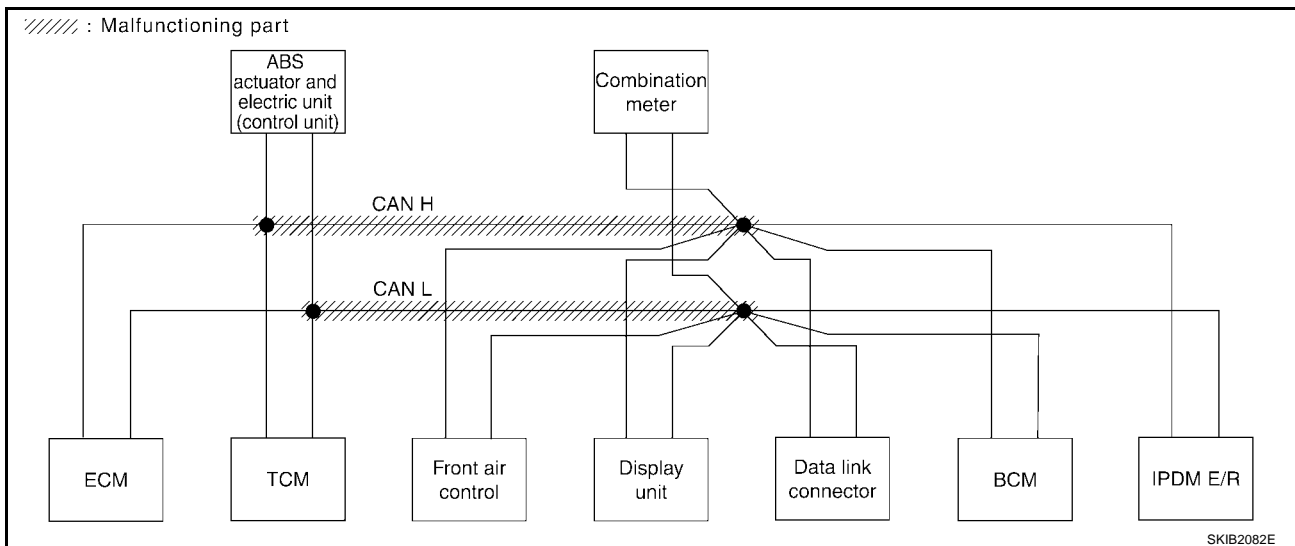 : Malfunctioning part
ABS
actuator and
electric unit
(control unit)
Combination
meter
CAN H
CAN L
ECM
TCM
Front air
control
Display
unit
Data link
connector
BCM
IPDM E/R
SKIB2082E